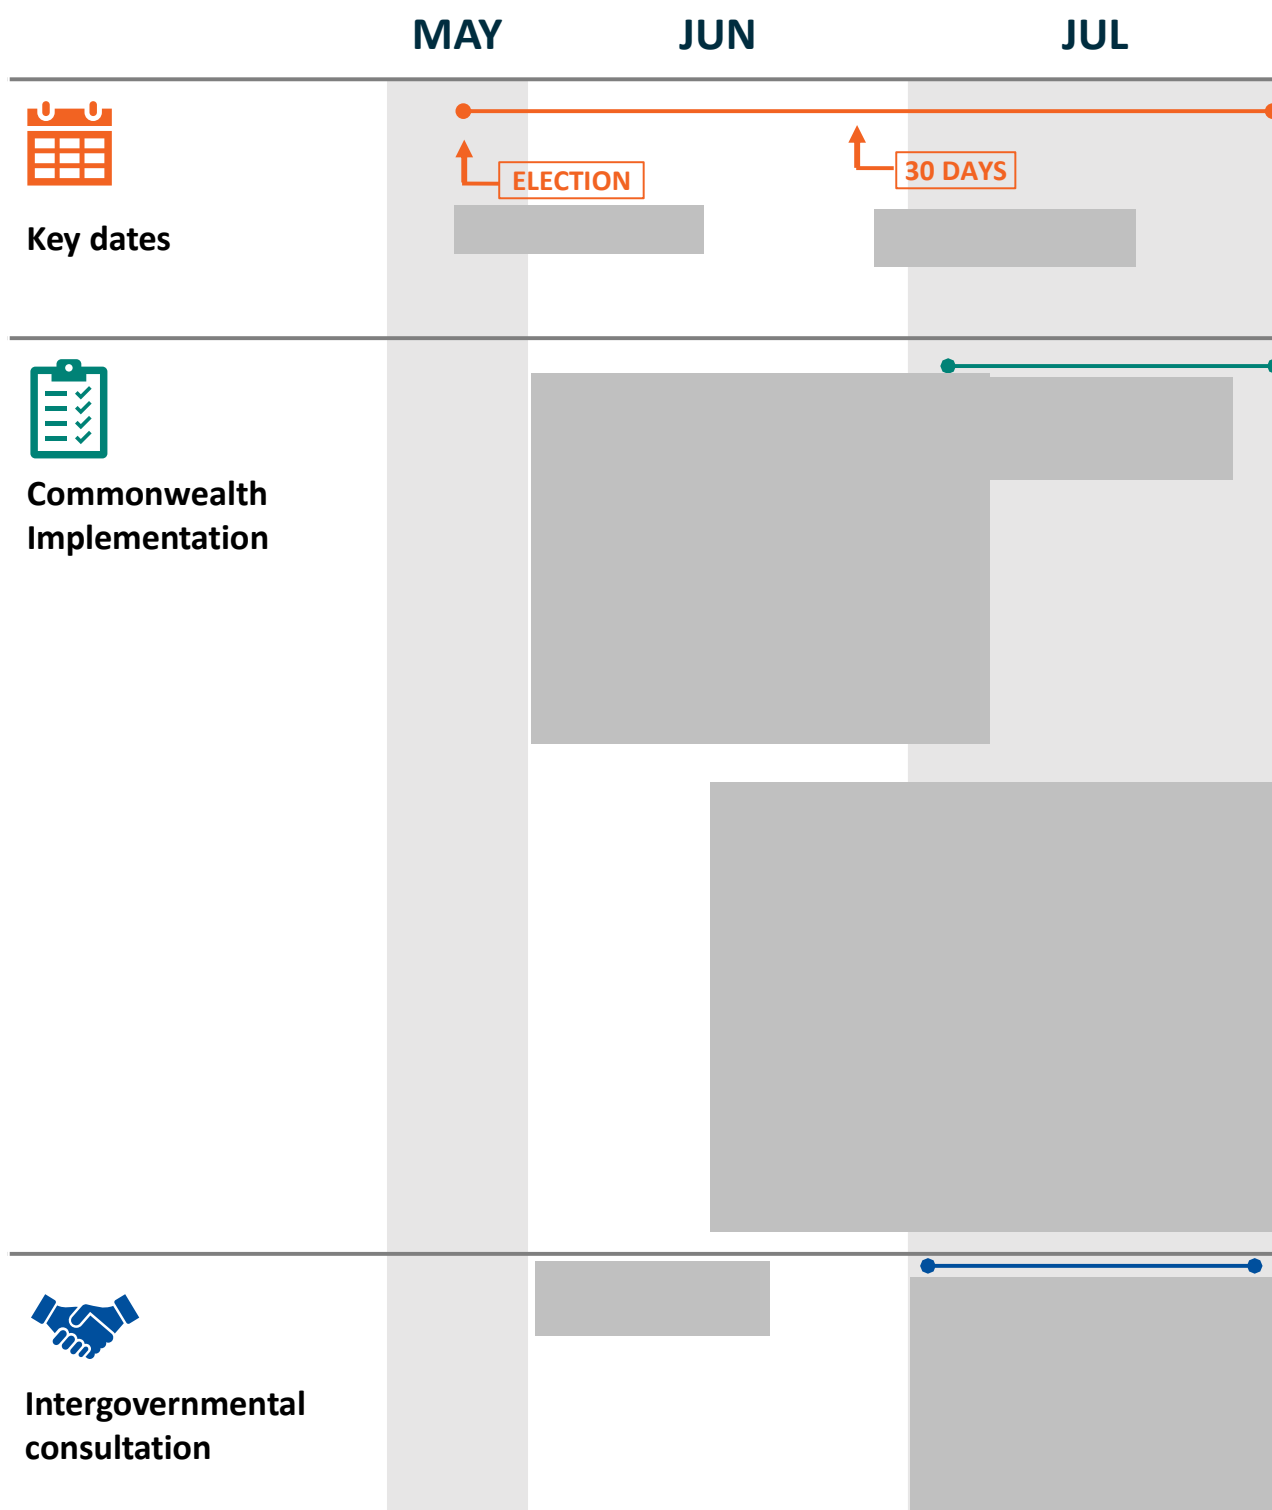 MAY JUN JUL
ELECTION
30 DAYS
Key dates
Commonwealth
Implementation
Intergovernmental
consultation